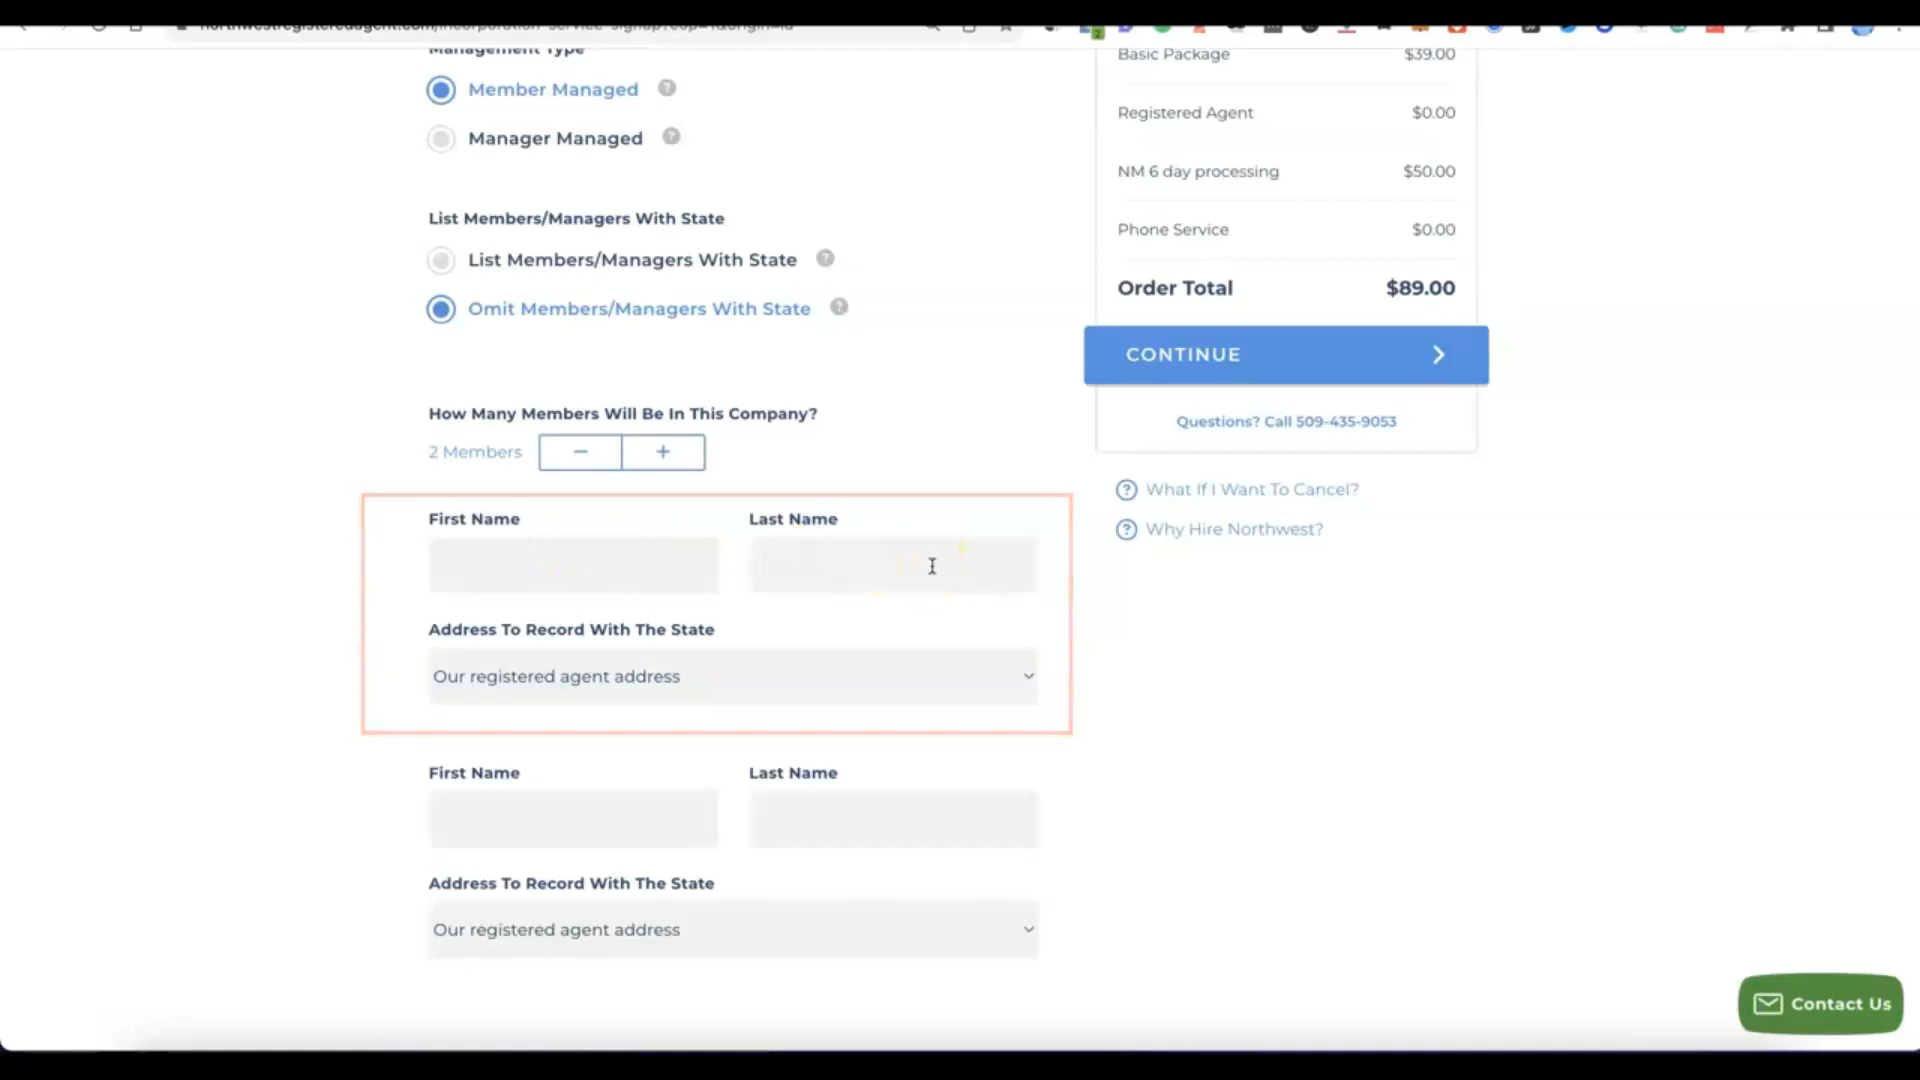 Management Type
Member Managed ?
Manager Managed ?
List Members/Managers With State
List Members/Managers With State ?
Omit Members/Managers With State ?
How Many Members Will Be In This Company?
2 Members − +
First Name Last Name
Address To Record With The State
Our registered agent address
First Name Last Name
Address To Record With The State
Our registered agent address
Basic Package $39.00
Registered Agent $0.00
NM 6 day processing $50.00
Phone Service $0.00
Order Total $89.00
CONTINUE
Questions? Call 509-435-9053
? What If I Want To Cancel?
? Why Hire Northwest?
Contact Us